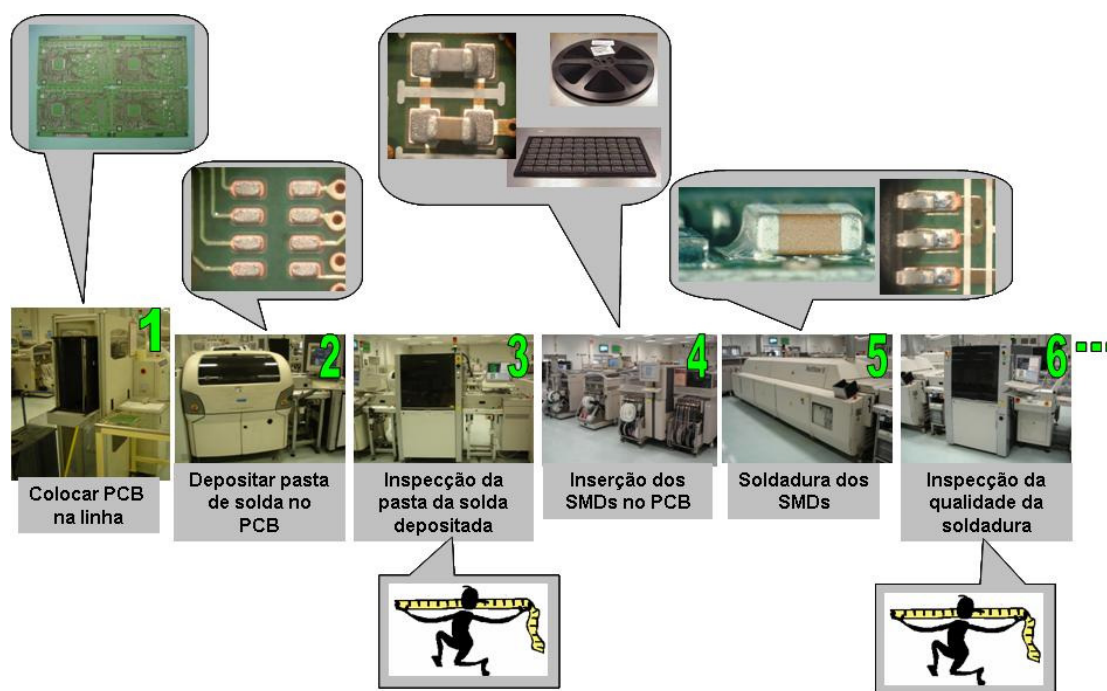 1
2
3
4
5
6
Colocar PCB
na linha
Depositar pasta
de solda no
PCB
Inspecção da
pasta da solda
depositada
Inserção dos
SMDs no PCB
Soldadura dos
SMDs
Inspecção da
qualidade da
soldadura